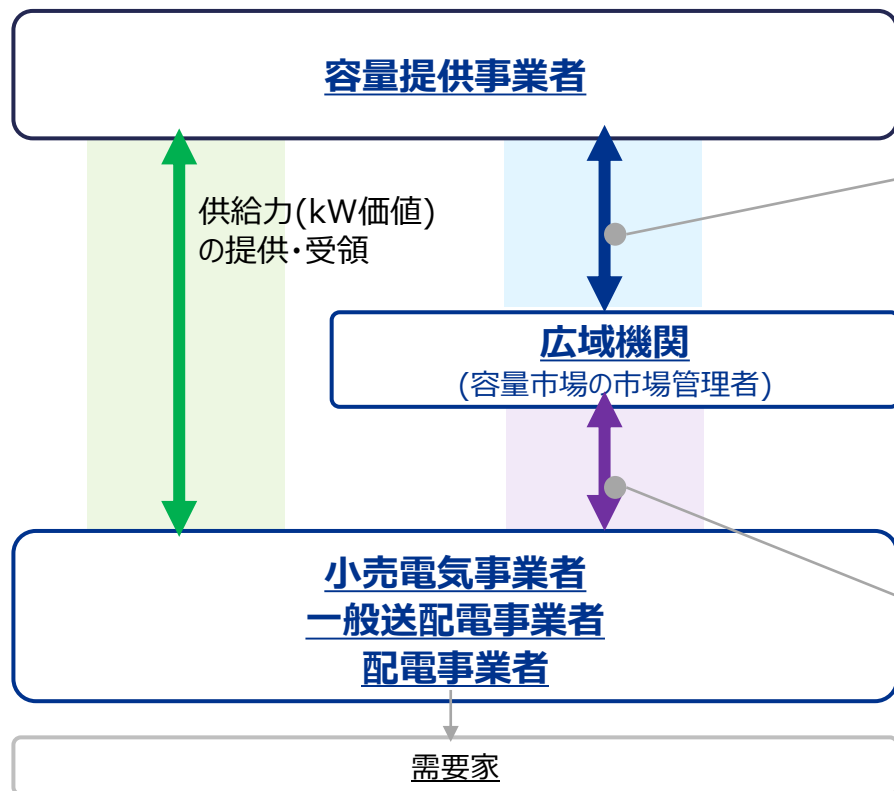 容量提供事業者
供給力(kW価値)
の提供・受領
広域機関
(容量市場の市場管理者)
小売電気事業者
一般送配電事業者
配電事業者
需要家